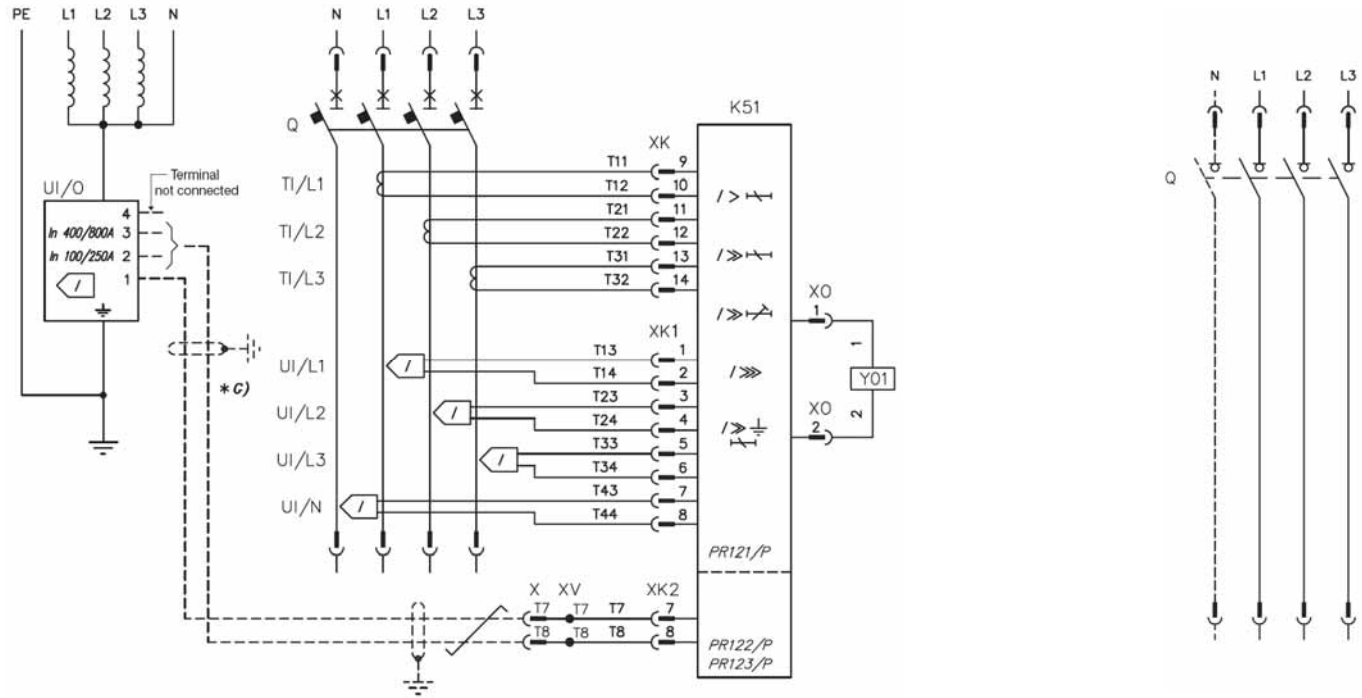 PE L1 L2 L3 N
N L1 L2 L3
N L1 L2 L3
Q
K51
XK
UI/O
Terminal
not connected
4
In 400/800A 3
In 100/250A 2
1
I
TI/L1
TI/L2
TI/L3
T11 9
T12 10
T21 11
T22 12
T31 13
T32 14
I>
I≫
I≫
I⋙
I≫
XK1
UI/L1 I T13 1
T14 2
UI/L2 I T23 3
T24 4
UI/L3 I T33 5
T34 6
UI/N I T43 7
T44 8
*G)
XO
1
1
Y01
2
XO
2
PR121/P
X XV XK2
T7 T7 T7 7
T8 T8 T8 8
PR122/P
PR123/P
Q